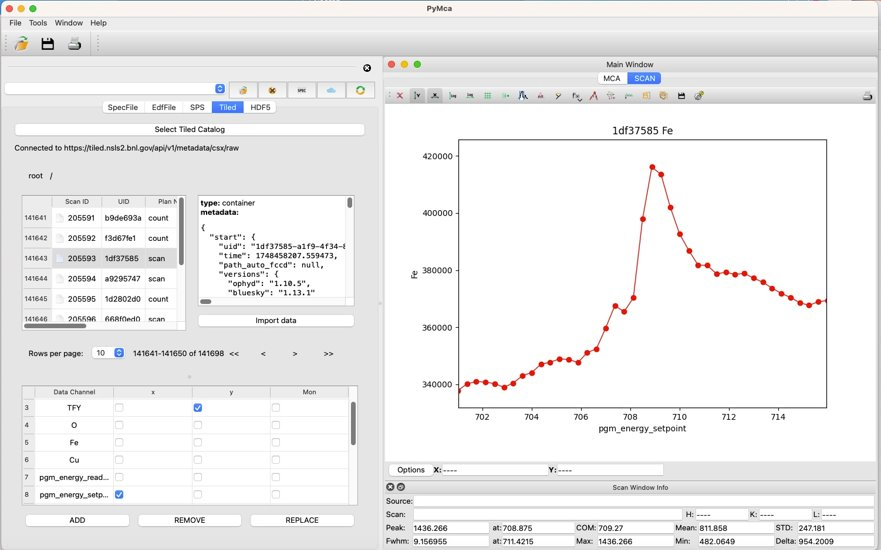 PyMca
File Tools Window Help
Main Window
MCA SCAN
SPEC
SpecFile EdfFile SPS Tiled HDF5
Select Tiled Catalog
Connected to https://tiled.nsls2.bnl.gov/api/v1/metadata/csx/raw
root /
Scan ID UID Plan N
141641 205591 b9de693a count
141642 205592 f3d67fe1 count
141643 205593 1df37585 scan
141644 205594 a9295747 scan
141645 205595 1d2802d0 count
141646 205596 668f0ed0 scan
type: container
metadata:
{
"start": {
"uid": "1df37585-a1f9-4f34-8
"time": 1748458207.559473,
"path_auto_fccd": null,
"versions": {
"ophyd": "1.10.5",
"bluesky": "1.13.1"
Import data
Rows per page: 10 141641-141650 of 141698 << < > >>
Data Channel x y Mon
3 TFY
4 O
5 Fe
6 Cu
7 pgm_energy_read...
8 pgm_energy_setp...
ADD REMOVE REPLACE
1df37585 Fe
420000
400000
380000
360000
340000
Fe
702 704 706 708 710 712 714
pgm_energy_setpoint
Options X: ---- Y: ----
Scan Window Info
Source:
Scan: H: ---- K: ---- L: ----
Peak: 1436.266 at: 708.875 COM: 709.27 Mean: 811.858 STD: 247.181
Fwhm: 9.156955 at: 711.4215 Max: 1436.266 Min: 482.0649 Delta: 954.2009